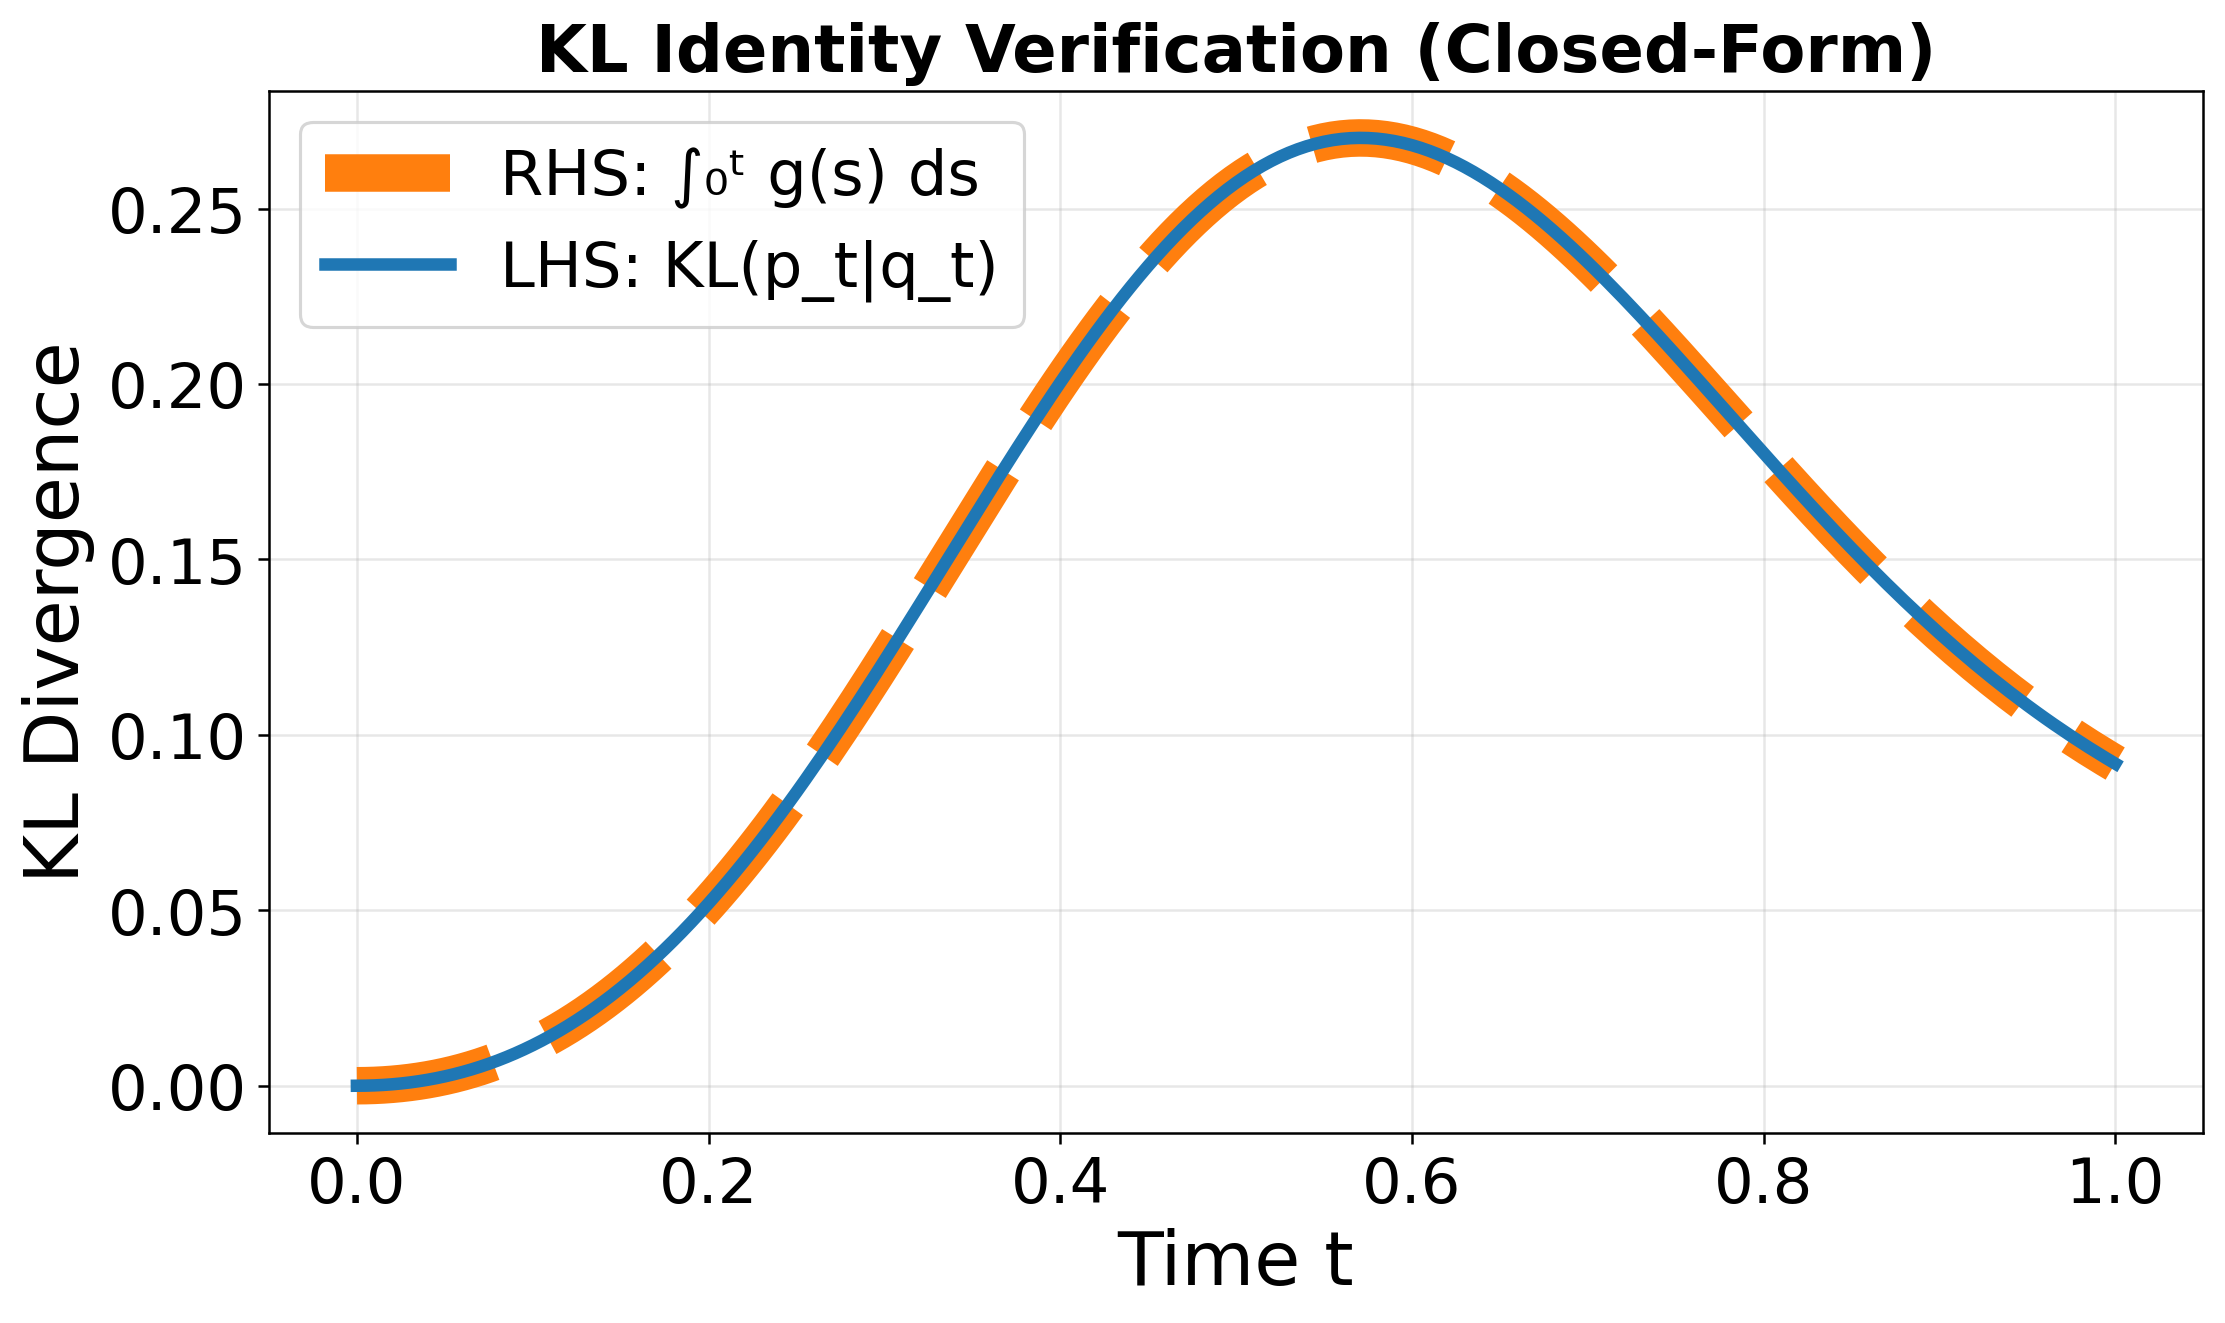 KL Identity Verification (Closed-Form)
RHS: ∫₀ᵗ g(s) ds
LHS: KL(p_t|q_t)
KL Divergence
0.25
0.20
0.15
0.10
0.05
0.00
0.0 0.2 0.4 0.6 0.8 1.0
Time t